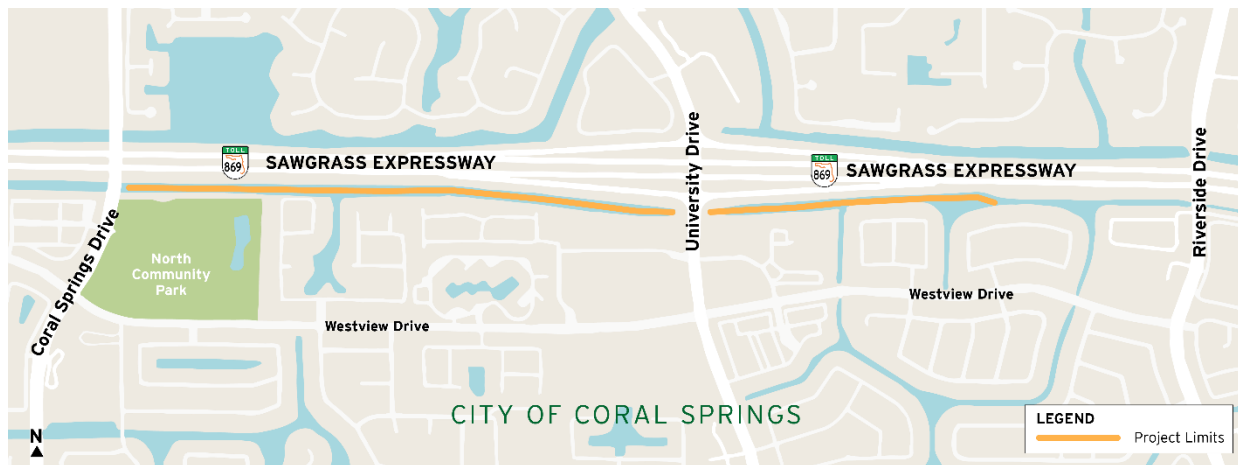 TOLL
869
SAWGRASS EXPRESSWAY
TOLL
869
SAWGRASS EXPRESSWAY
University Drive
Riverside Drive
Coral Springs Drive
North
Community
Park
Westview Drive
Westview Drive
CITY OF CORAL SPRINGS
N
LEGEND
Project Limits